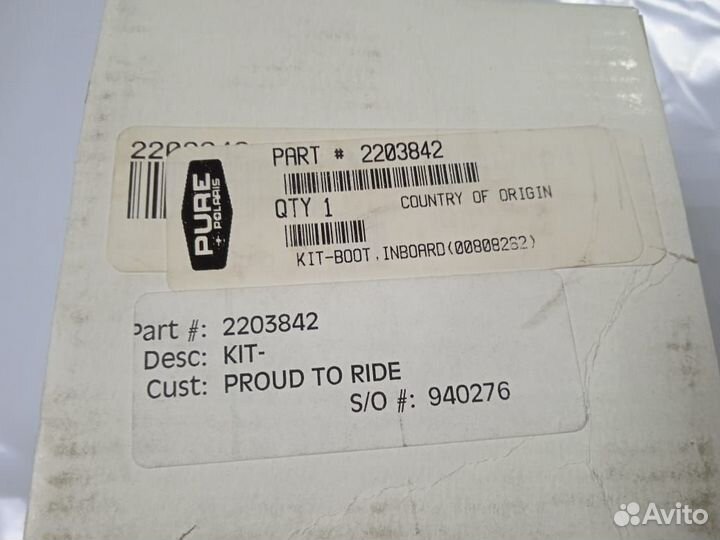 PURE
POLARIS
PART # 2203842
QTY 1
COUNTRY OF ORIGIN
KIT-BOOT,INBOARD(00808262)
Part #: 2203842
Desc: KIT-
Cust: PROUD TO RIDE
S/O #: 940276
Avito